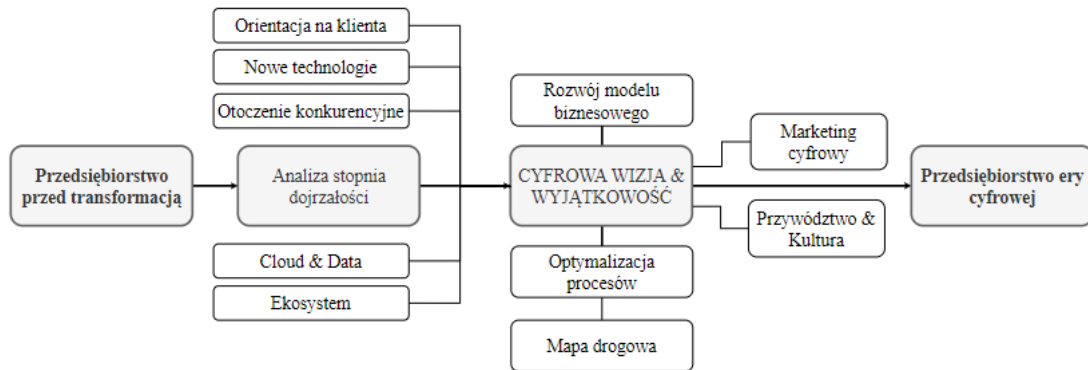 Orientacja na klienta
Nowe technologie
Otoczenie konkurencyjne
Przedsiębiorstwo
przed transformacją
Analiza stopnia
dojrzałości
Cloud & Data
Ekosystem
Rozwój modelu
biznesowego
CYFROWA WIZJA &
WYJĄTKOWOŚĆ
Optymalizacja
procesów
Mapa drogowa
Marketing
cyfrowy
Przywództwo &
Kultura
Przedsiębiorstwo ery
cyfrowej